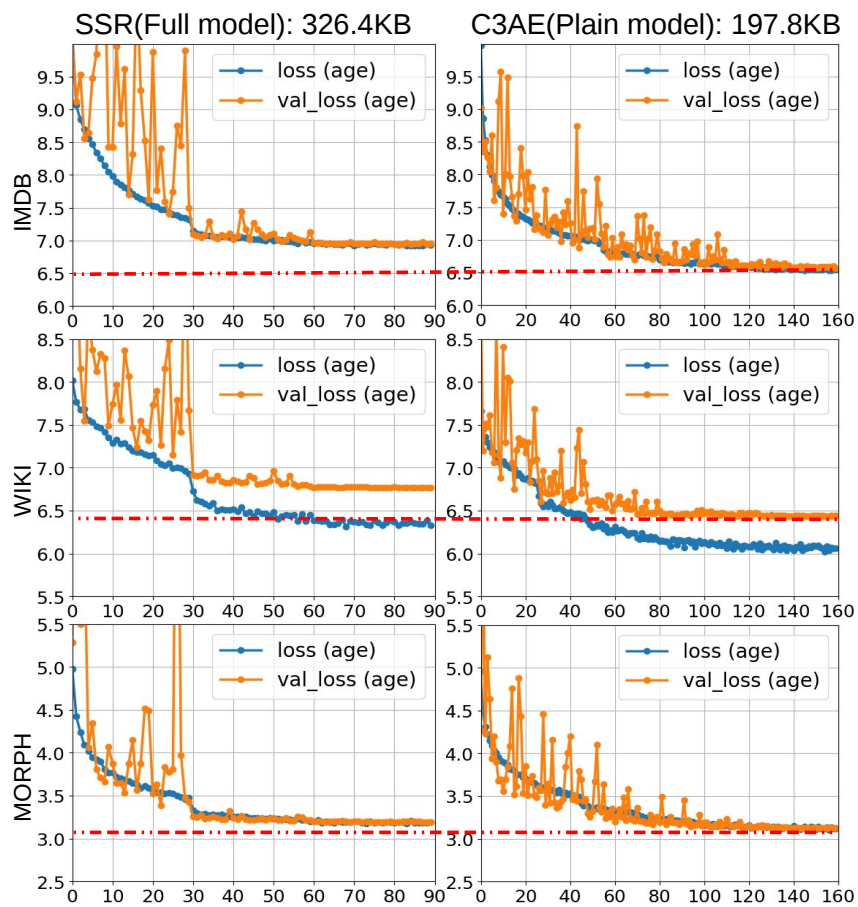 SSR(Full model): 326.4KB
C3AE(Plain model): 197.8KB
IMDB
9.5
9.0
8.5
8.0
7.5
7.0
6.5
6.0
loss (age)
val_loss (age)
0 10 20 30 40 50 60 70 80 90
9.5
9.0
8.5
8.0
7.5
7.0
6.5
6.0
loss (age)
val_loss (age)
0 20 40 60 80 100 120 140 160
WIKI
8.5
8.0
7.5
7.0
6.5
6.0
5.5
loss (age)
val_loss (age)
0 10 20 30 40 50 60 70 80 90
8.5
8.0
7.5
7.0
6.5
6.0
5.5
loss (age)
val_loss (age)
0 20 40 60 80 100 120 140 160
MORPH
5.5
5.0
4.5
4.0
3.5
3.0
2.5
loss (age)
val_loss (age)
0 10 20 30 40 50 60 70 80 90
5.5
5.0
4.5
4.0
3.5
3.0
2.5
loss (age)
val_loss (age)
0 20 40 60 80 100 120 140 160